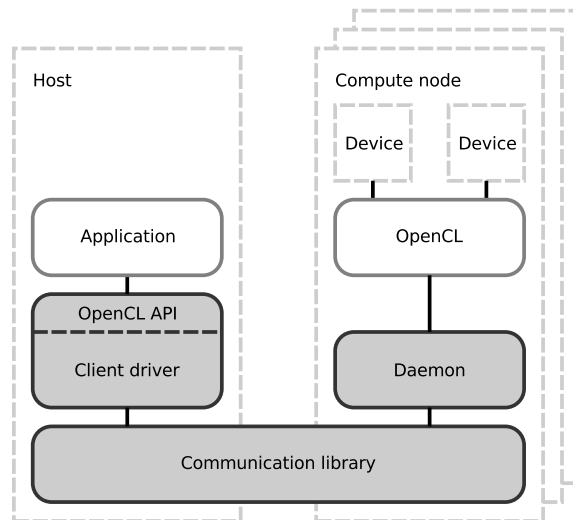 Host
Compute node
Device
Device
Application
OpenCL
OpenCL API
Client driver
Daemon
Communication library